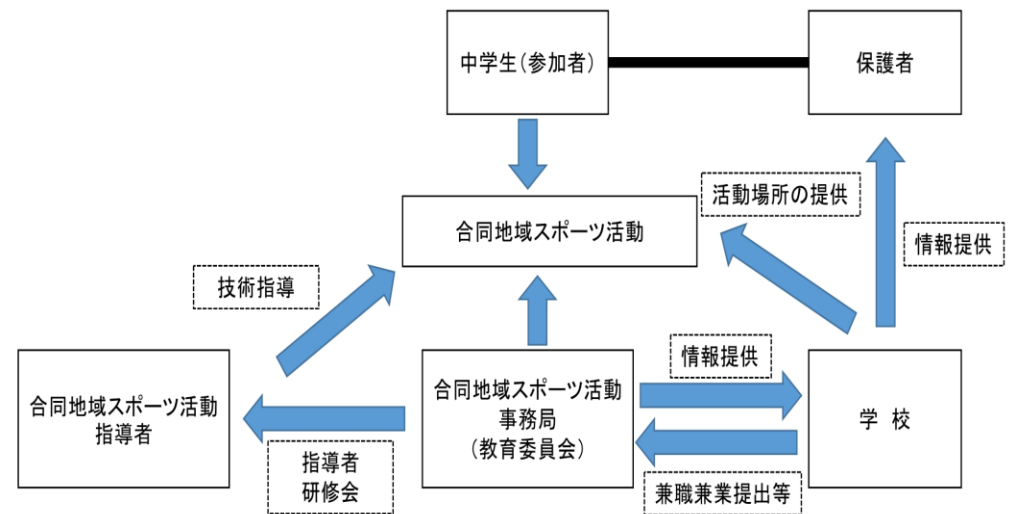 中学生（参加者）
保護者
活動場所の提供
合同地域スポーツ活動
情報提供
技術指導
合同地域スポーツ活動
指導者
合同地域スポーツ活動
事務局
（教育委員会）
情報提供
学 校
指導者
研修会
兼職兼業提出等